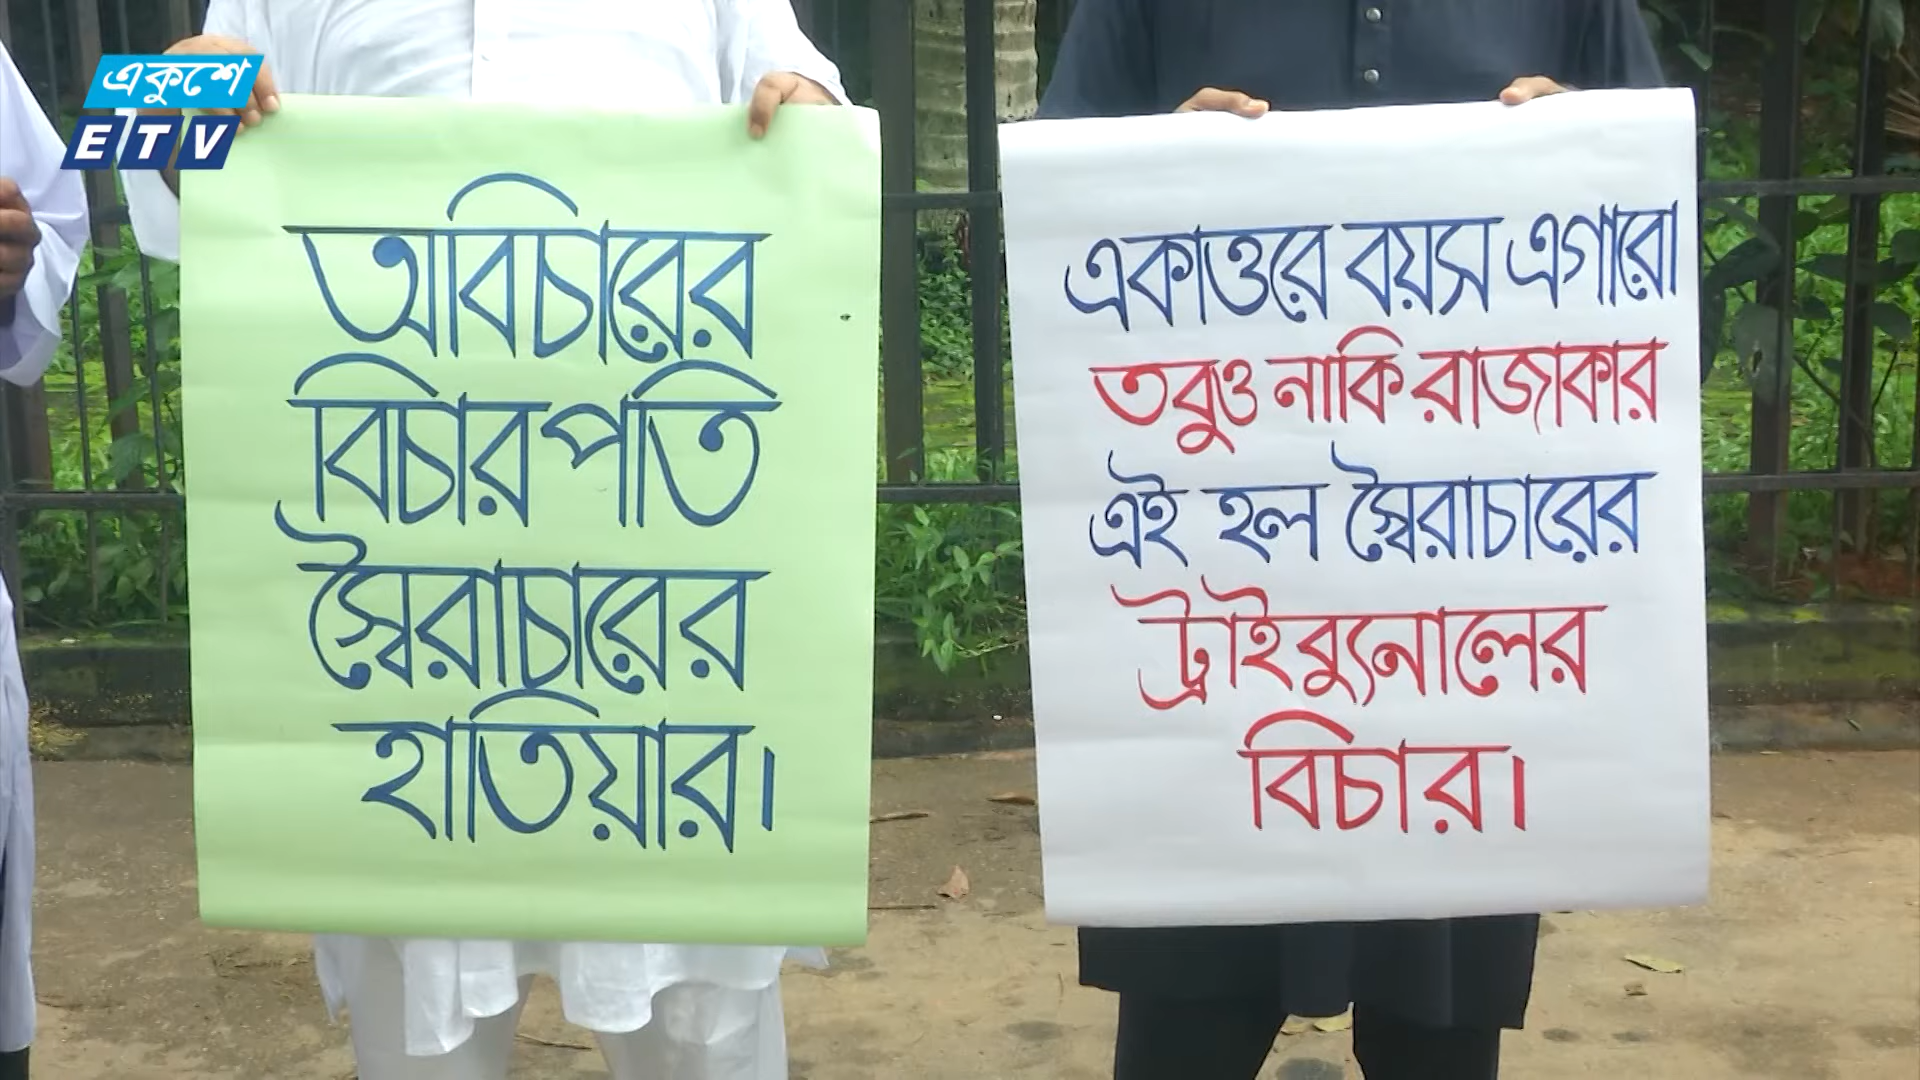 একুশে
ETV
অবিচারের
বিচারপতি
স্বৈরাচারের
হাতিয়ার।
একাত্তরে বয়স এগারো
তবুও নাকি রাজাকার
এই হল স্বৈরাচারের
ট্রাইব্যুনালের
বিচার।